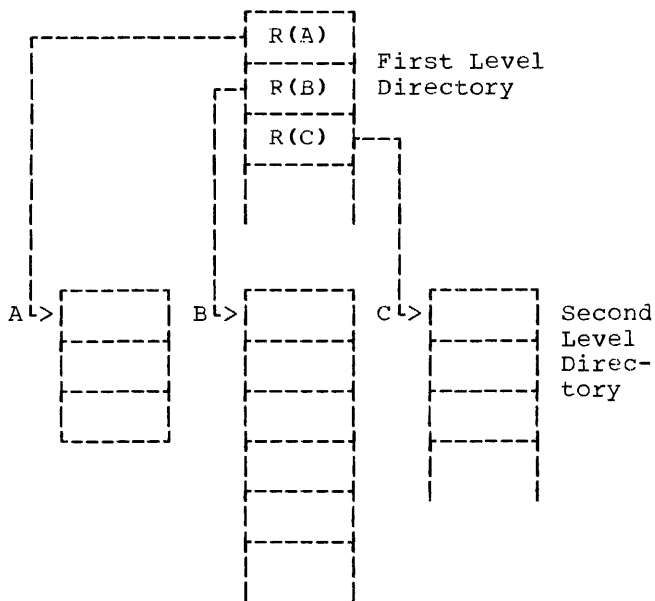 R(A)
First Level
Directory
R(B)
R(C)
A
B
C
Second
Level
Direc-
tory